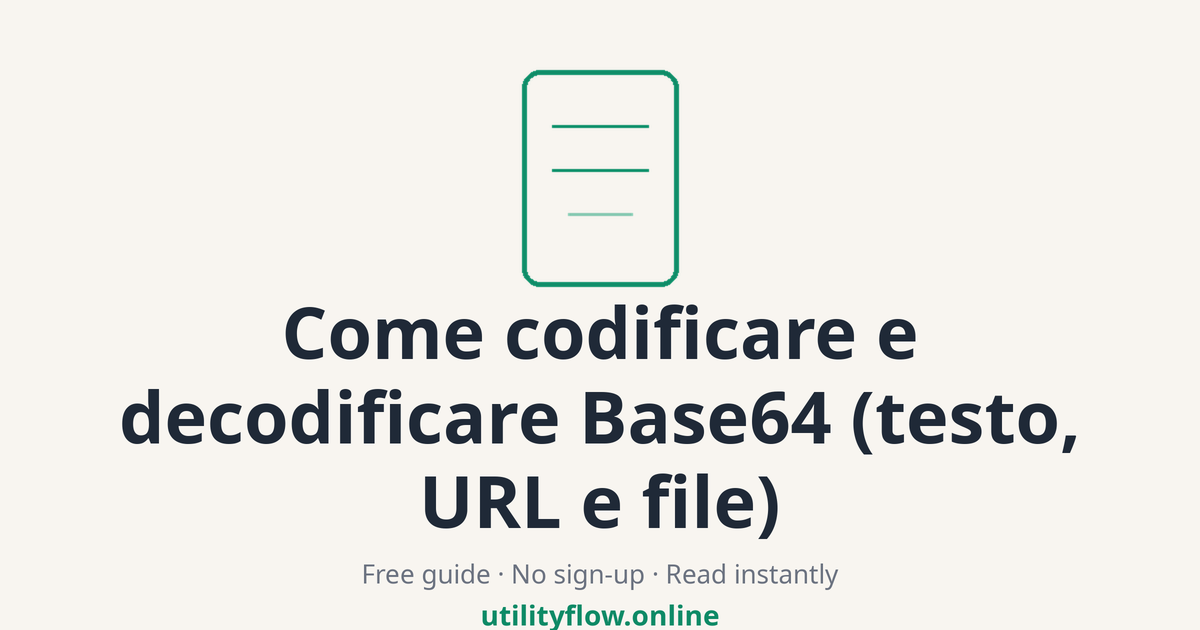 Come codificare e
decodificare Base64 (testo,
URL e file)
Free guide · No sign-up · Read instantly
utilityflow.online